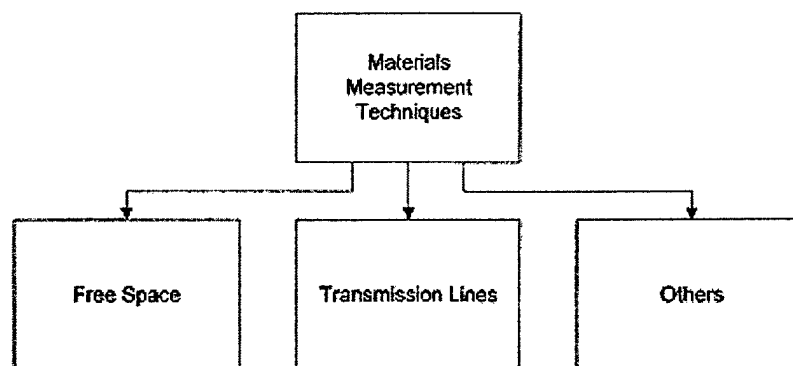 Materials
Measurement
Techniques
Free Space
Transmission Lines
Others